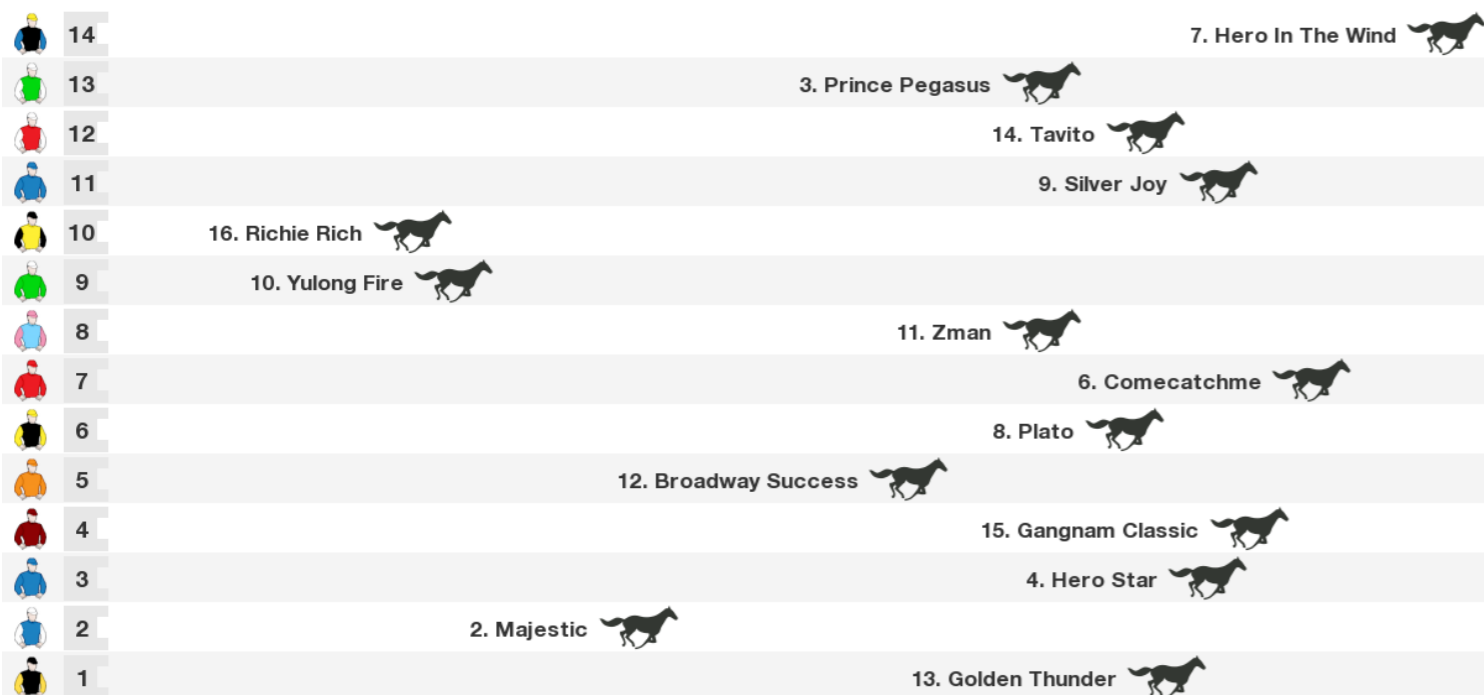 14 7. Hero In The Wind
13 3. Prince Pegasus
12 14. Tavito
11 9. Silver Joy
10 16. Richie Rich
9 10. Yulong Fire
8 11. Zman
7 6. Comecatchme
6 8. Plato
5 12. Broadway Success
4 15. Gangnam Classic
3 4. Hero Star
2 2. Majestic
1 13. Golden Thunder